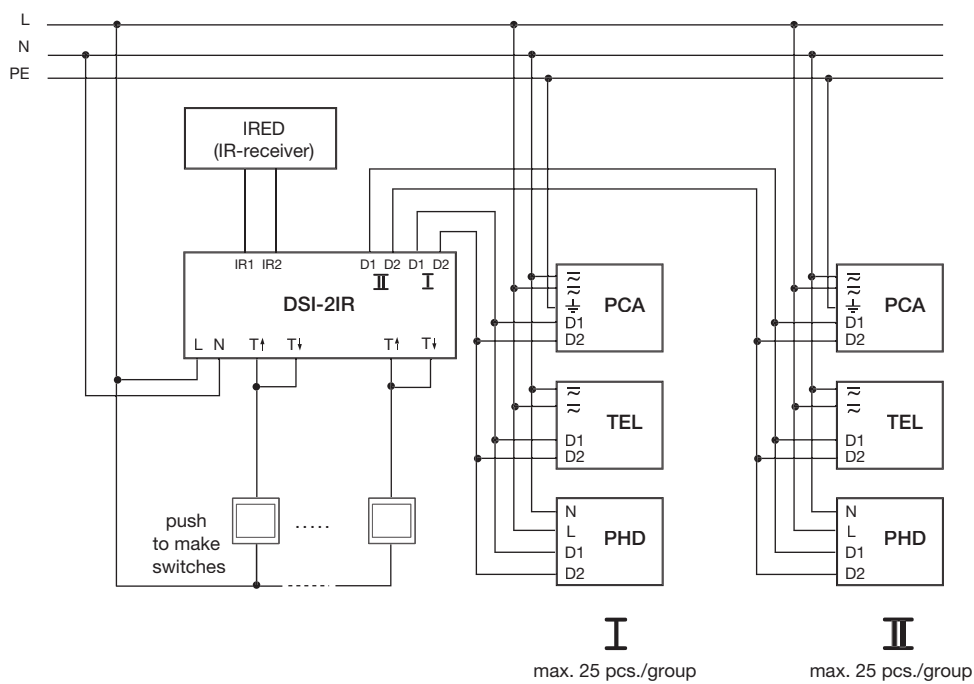 L
N
PE
IRED
(IR-receiver)
IR1 IR2
D1 D2 D1 D2
II I
DSI-2IR
L N T↑ T↓ T↑ T↓
push
to make
switches
.....
PCA
D1
D2
TEL
D1
D2
N
L
PHD
D1
D2
I
max. 25 pcs./group
PCA
D1
D2
TEL
D1
D2
N
L
PHD
D1
D2
II
max. 25 pcs./group